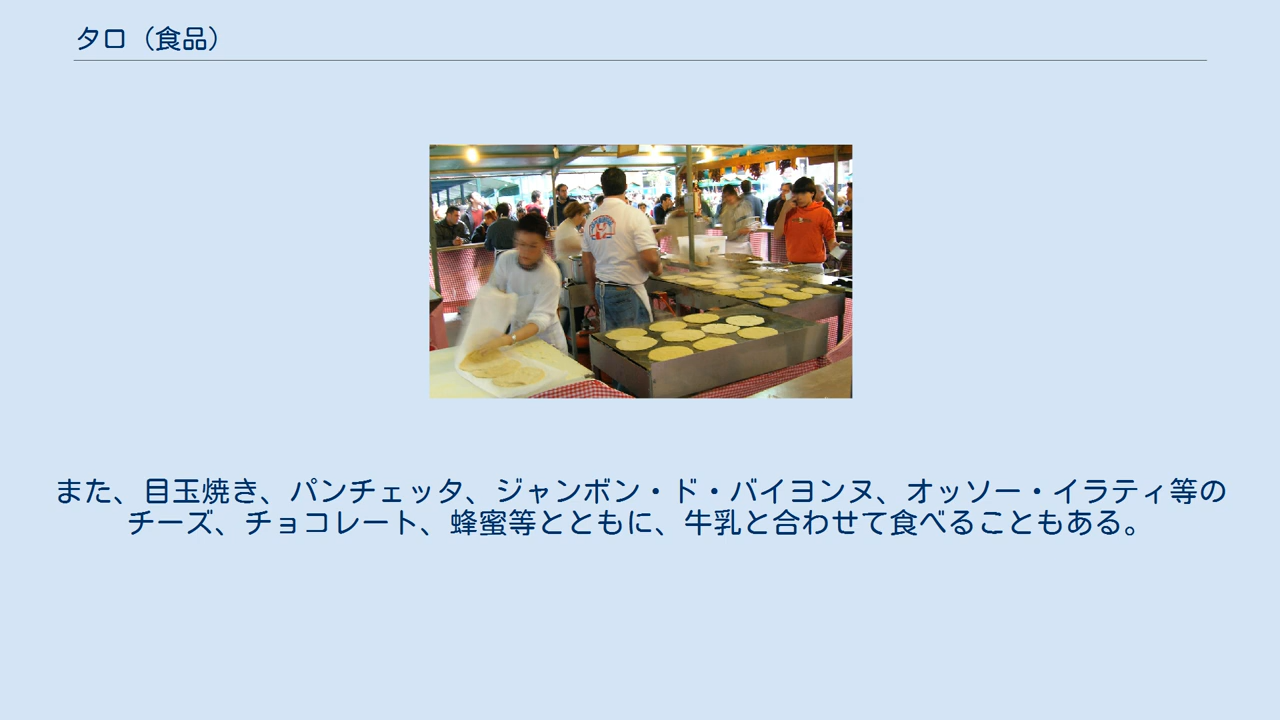 タロ（食品）
また、目玉焼き、パンチェッタ、ジャンボン・ド・バイヨンヌ、オッソー・イラティ等の
チーズ、チョコレート、蜂蜜等とともに、牛乳と合わせて食べることもある。